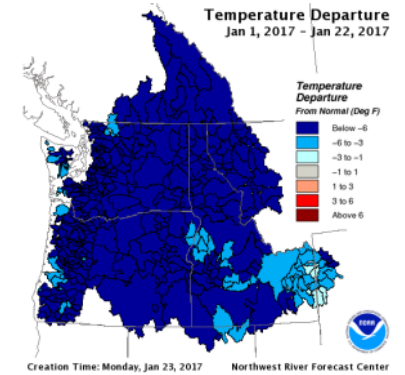 Temperature Departure
Jan 1, 2017 – Jan 22, 2017
Temperature
Departure
From Normal (Deg F)
Below –6
–6 to –3
–3 to –1
–1 to 1
1 to 3
3 to 6
Above 6
NOAA
Creation Time: Monday, Jan 23, 2017
Northwest River Forecast Center